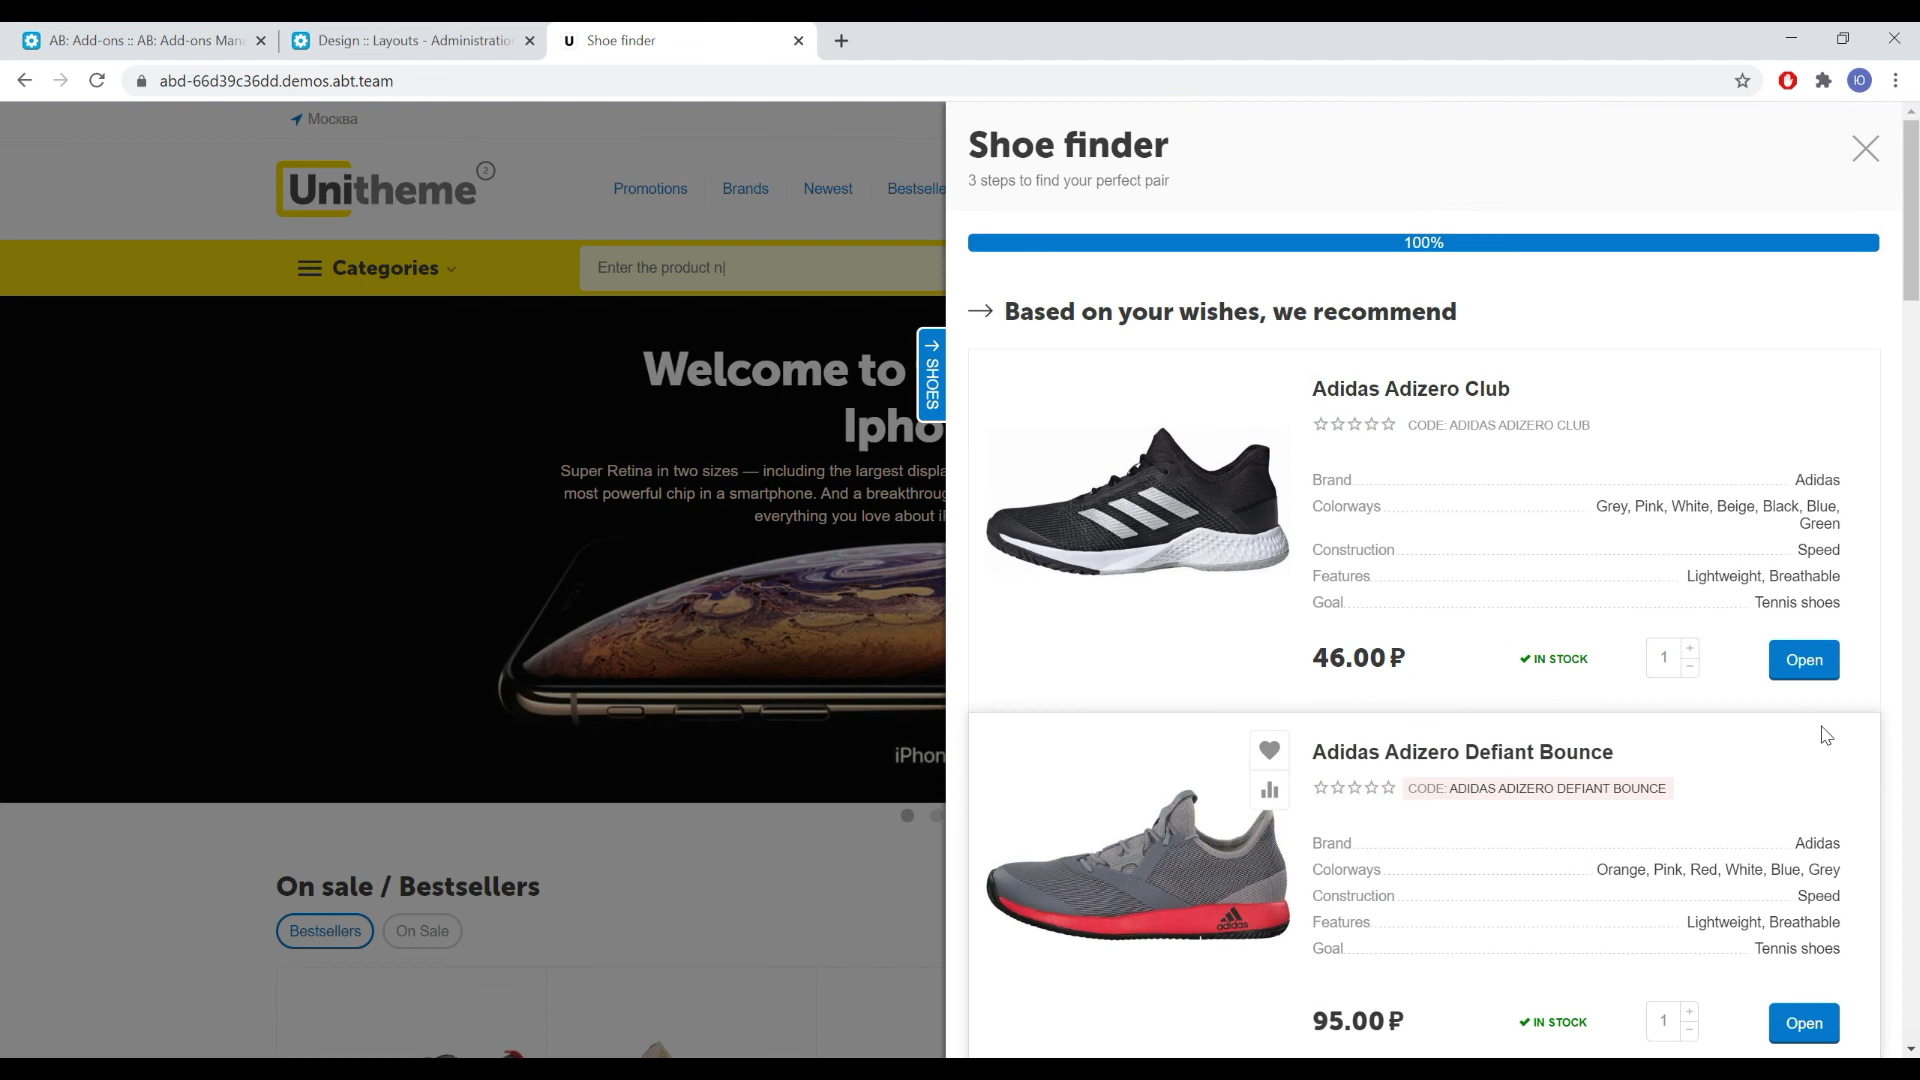 AB: Add-ons :: AB: Add-ons Man
Design :: Layouts - Administratio
U Shoe finder
abd-66d39c36dd.demos.abt.team
Ю
Москва
Unitheme 2
Promotions Brands Newest Bestselle
Categories
Enter the product n|
Welcome to
Ipho
Super Retina in two sizes — including the largest displa
most powerful chip in a smartphone. And a breakthroug
everything you love about iI
iPhon
On sale / Bestsellers
Bestsellers On Sale
→ SHOES
Shoe finder
3 steps to find your perfect pair
100%
→ Based on your wishes, we recommend
Adidas Adizero Club
CODE: ADIDAS ADIZERO CLUB
Brand Adidas
Colorways Grey, Pink, White, Beige, Black, Blue,
Green
Construction Speed
Features Lightweight, Breathable
Goal Tennis shoes
46.00₽ IN STOCK 1 + − Open
Adidas Adizero Defiant Bounce
CODE: ADIDAS ADIZERO DEFIANT BOUNCE
Brand Adidas
Colorways Orange, Pink, Red, White, Blue, Grey
Construction Speed
Features Lightweight, Breathable
Goal Tennis shoes
adidas
95.00₽ IN STOCK 1 + − Open